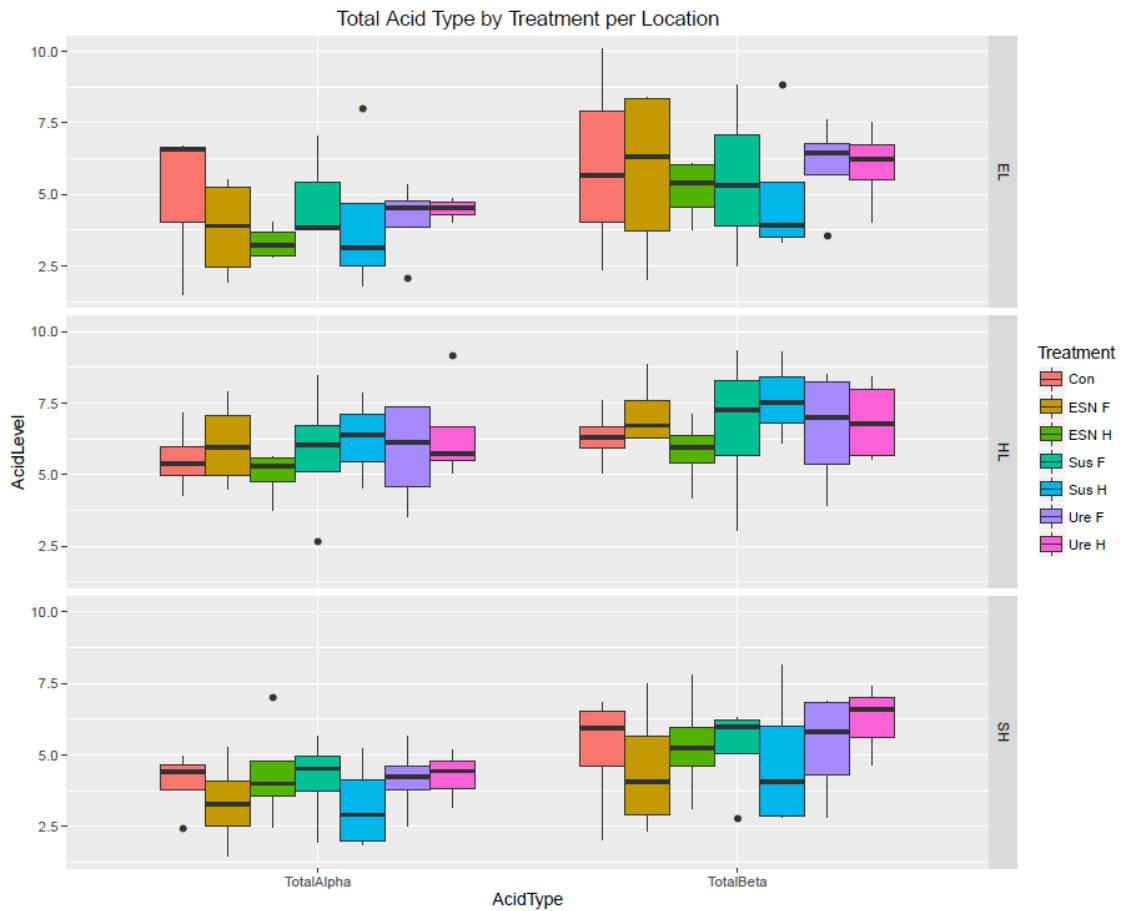 Total Acid Type by Treatment per Location
10.0
7.5
5.0
2.5
EL
10.0
7.5
5.0
2.5
HL
10.0
7.5
5.0
2.5
SH
AcidLevel
TotalAlpha
TotalBeta
AcidType
Treatment
Con
ESN F
ESN H
Sus F
Sus H
Ure F
Ure H